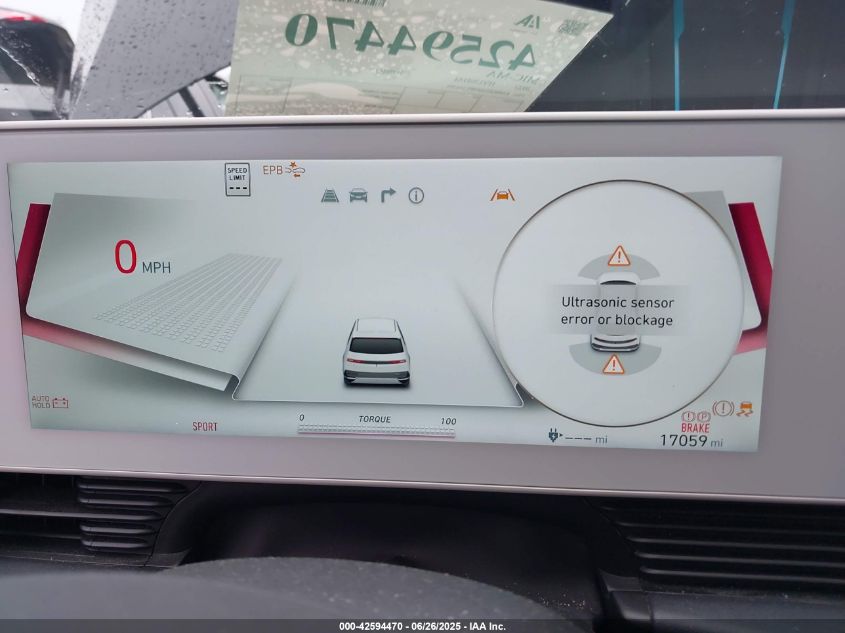 42594470
SPEED
LIMIT
---
EPB
0 MPH
Ultrasonic sensor
error or blockage
AUTO
HOLD
SPORT
0 TORQUE 100
--- mi
P
BRAKE
17059 mi
000-42594470 - 06/26/2025 - IAA Inc.